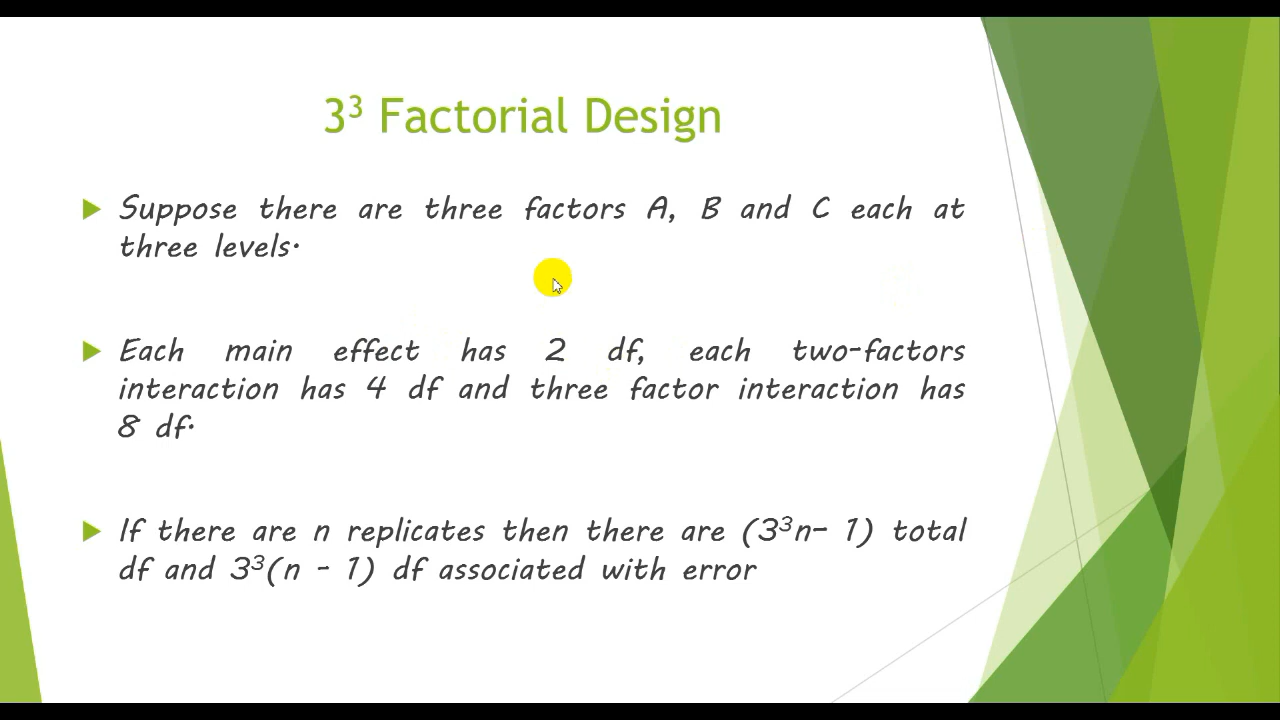 3³ Factorial Design
Suppose there are three factors A, B and C each at
three levels.
Each main effect has 2 df, each two-factors
interaction has 4 df and three factor interaction has
8 df.
If there are n replicates then there are (3³n– 1) total
df and 3³(n - 1) df associated with error